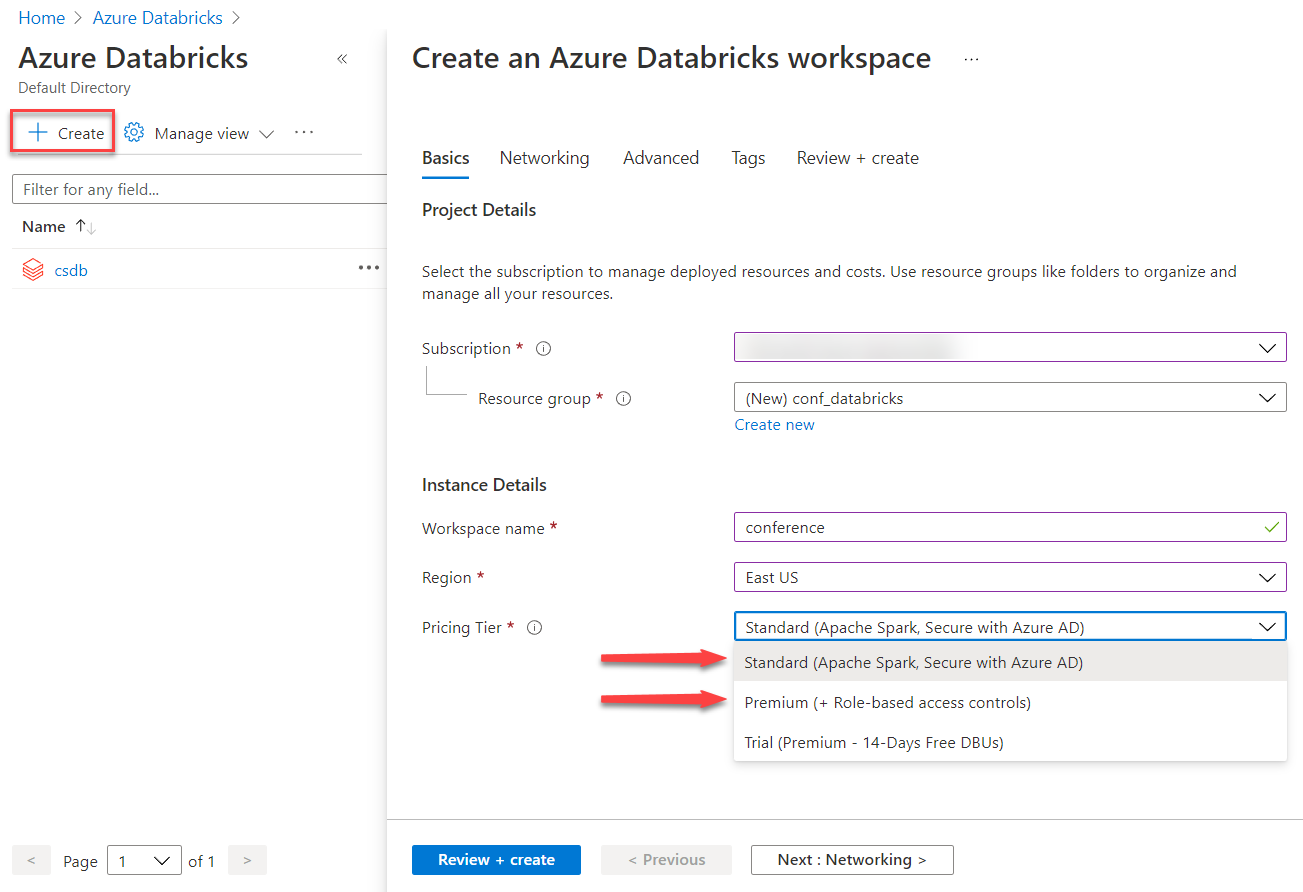 Home > Azure Databricks >
Azure Databricks «
Default Directory
+ Create Manage view ...
Filter for any field...
Name ↑↓
csdb ...
< Page 1 of 1 >
Create an Azure Databricks workspace ...
Basics Networking Advanced Tags Review + create
Project Details
Select the subscription to manage deployed resources and costs. Use resource groups like folders to organize and
manage all your resources.
Subscription *
Resource group * (New) conf_databricks
Create new
Instance Details
Workspace name * conference
Region * East US
Pricing Tier * Standard (Apache Spark, Secure with Azure AD)
Standard (Apache Spark, Secure with Azure AD)
Premium (+ Role-based access controls)
Trial (Premium - 14-Days Free DBUs)
Review + create < Previous Next : Networking >